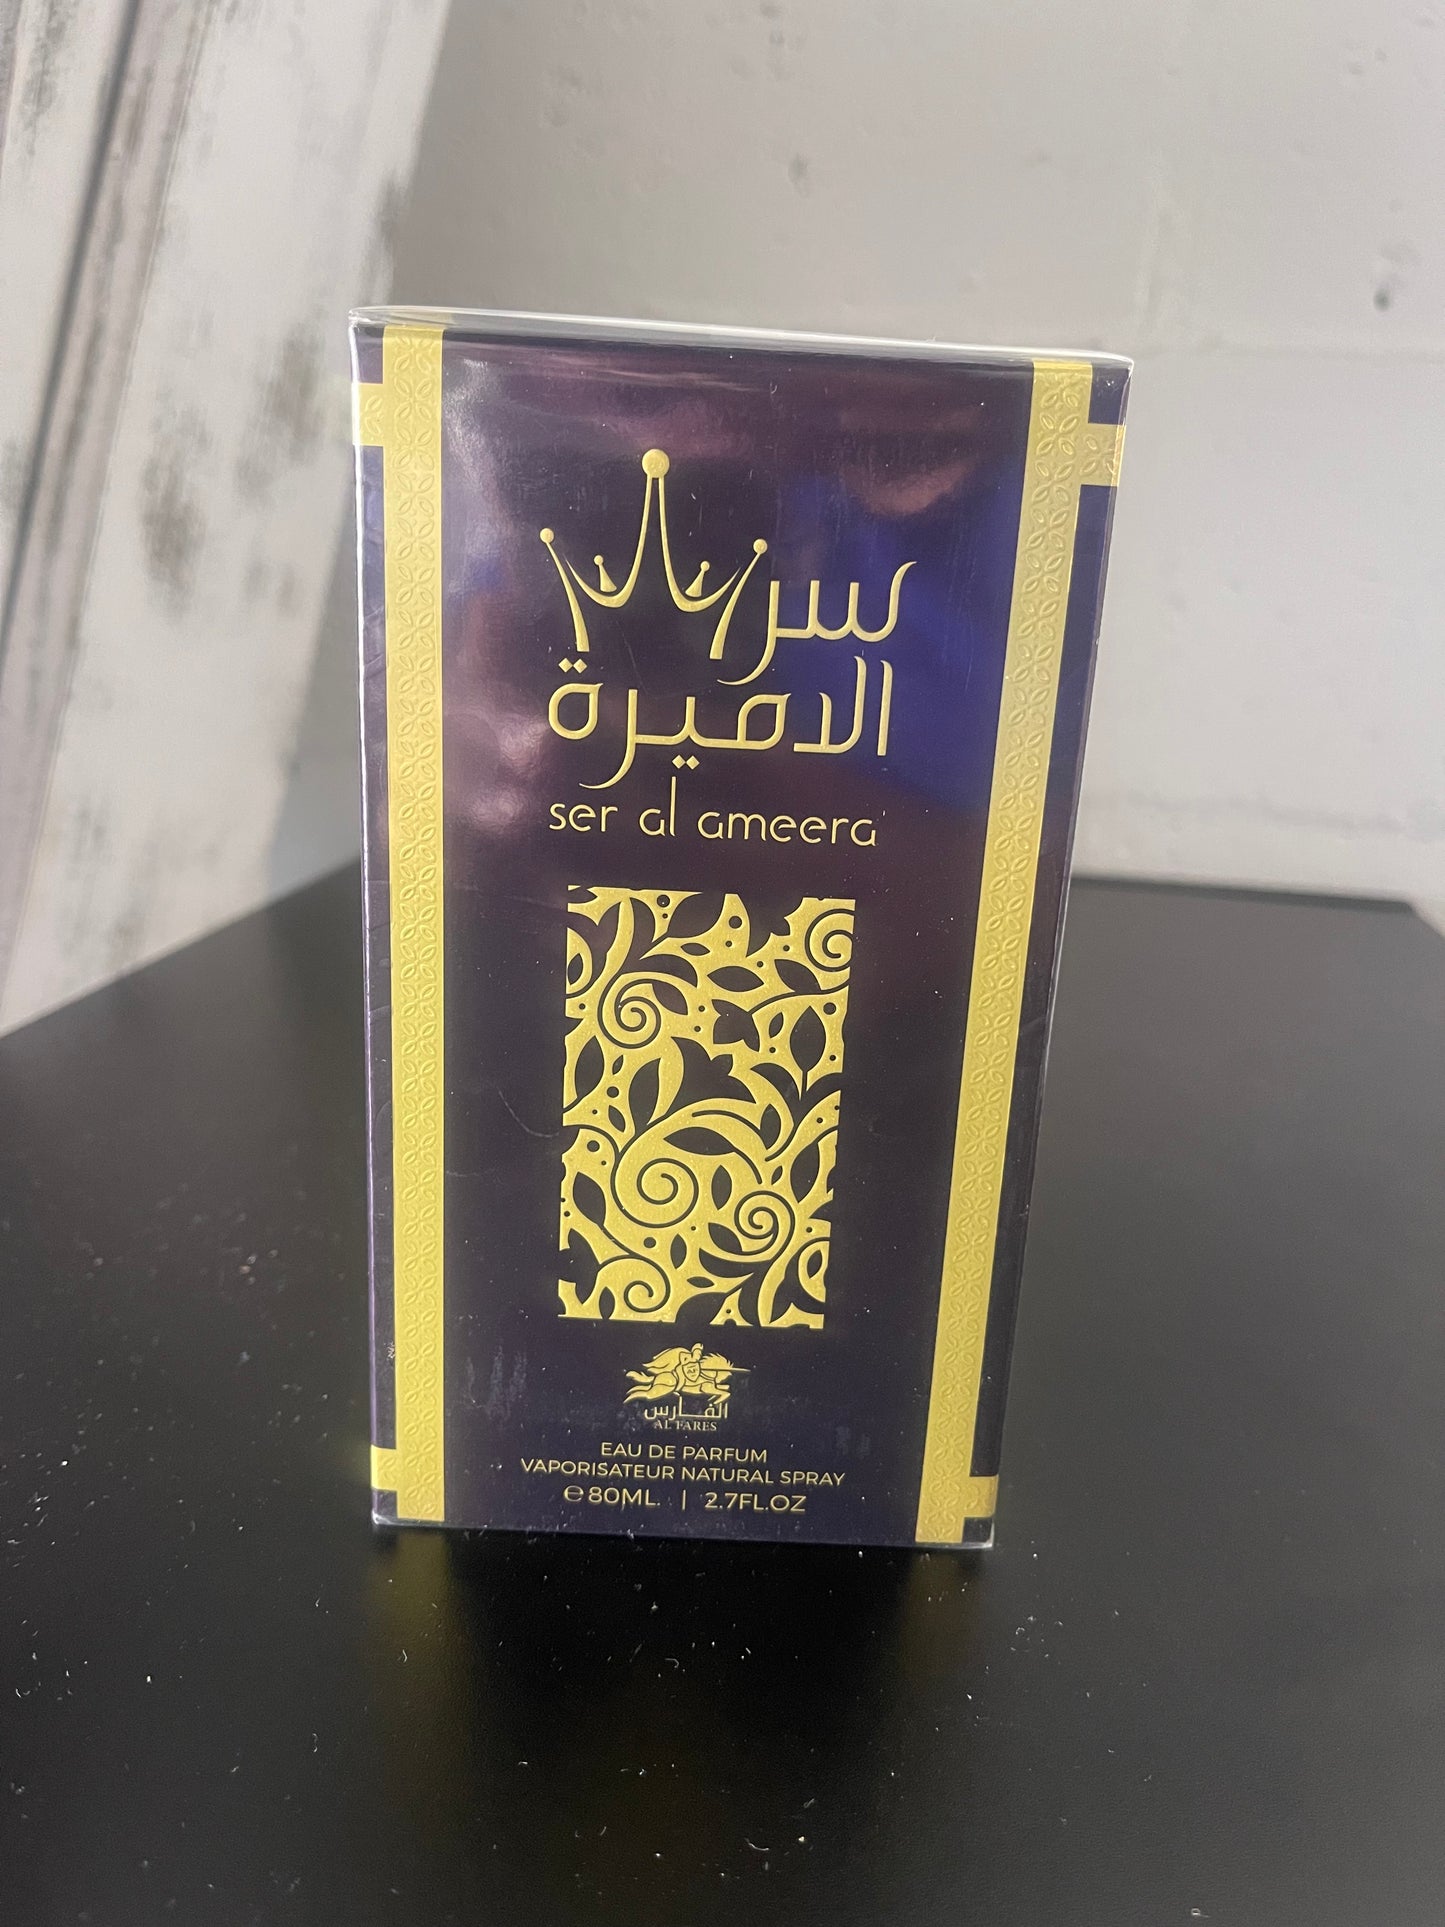 سر
الاميرة
ser al ameera
الفارس
AL FARES
EAU DE PARFUM
VAPORISATEUR NATURAL SPRAY
℮ 80ML. | 2.7FL.OZ